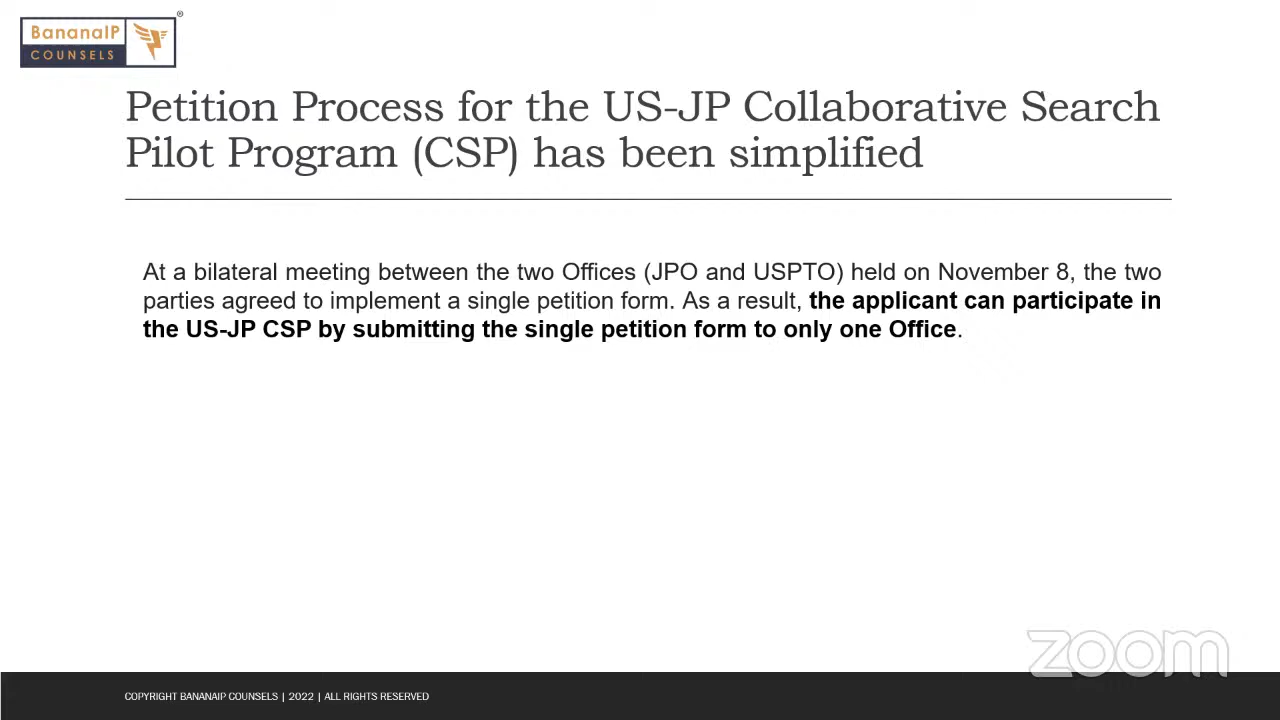 BananaIP
COUNSELS
®
Petition Process for the US-JP Collaborative Search
Pilot Program (CSP) has been simplified
At a bilateral meeting between the two Offices (JPO and USPTO) held on November 8, the two
parties agreed to implement a single petition form. As a result, the applicant can participate in
the US-JP CSP by submitting the single petition form to only one Office.
zoom
COPYRIGHT BANANAIP COUNSELS | 2022 | ALL RIGHTS RESERVED